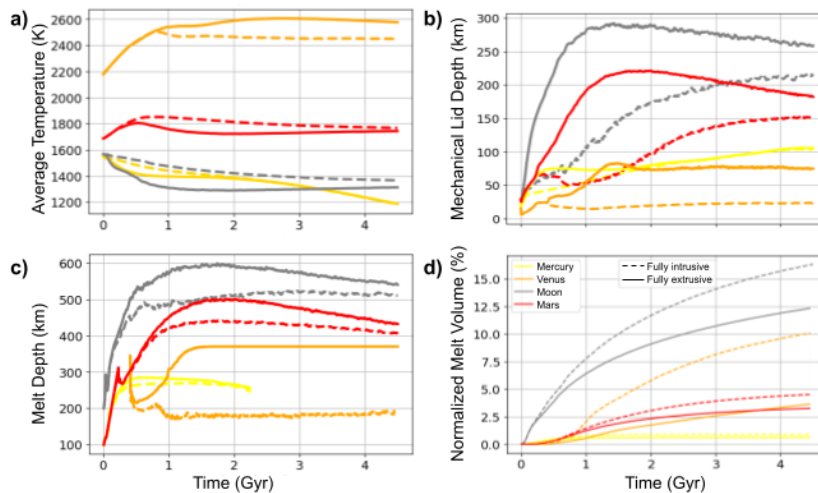 a)
Average Temperature (K)
2600
2400
2200
2000
1800
1600
1400
1200
0 1 2 3 4
b)
Mechanical Lid Depth (km)
300
250
200
150
100
50
0
0 1 2 3 4
c)
Melt Depth (km)
600
500
400
300
200
100
0 1 2 3 4
Time (Gyr)
d)
Normalized Melt Volume (%)
15.0
12.5
10.0
7.5
5.0
2.5
0.0
Mercury
Venus
Moon
Mars
Fully intrusive
Fully extrusive
0 1 2 3 4
Time (Gyr)